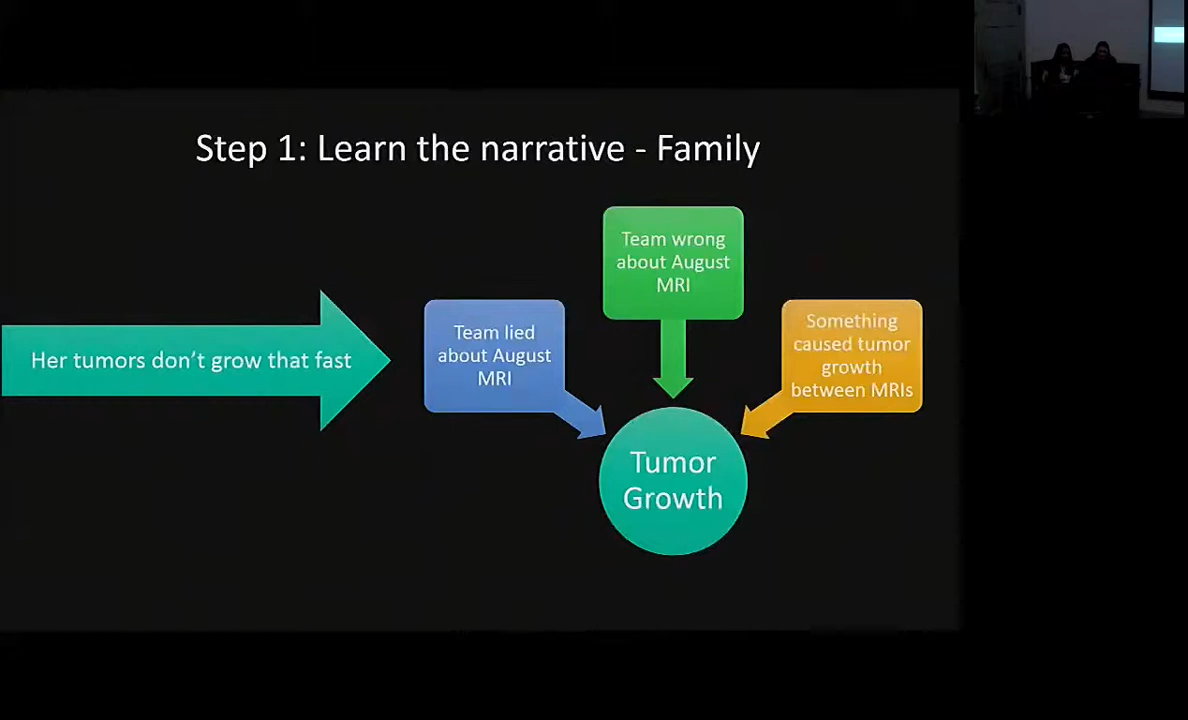 Step 1: Learn the narrative - Family
Her tumors don't grow that fast
Team lied
about August
MRI
Team wrong
about August
MRI
Something
caused tumor
growth
between MRIs
Tumor
Growth